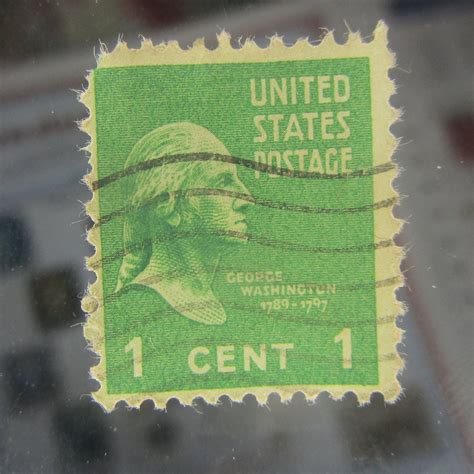 UNITED
STATES
POSTAGE
GEORGE
WASHINGTON
1789-1797
1 CENT 1